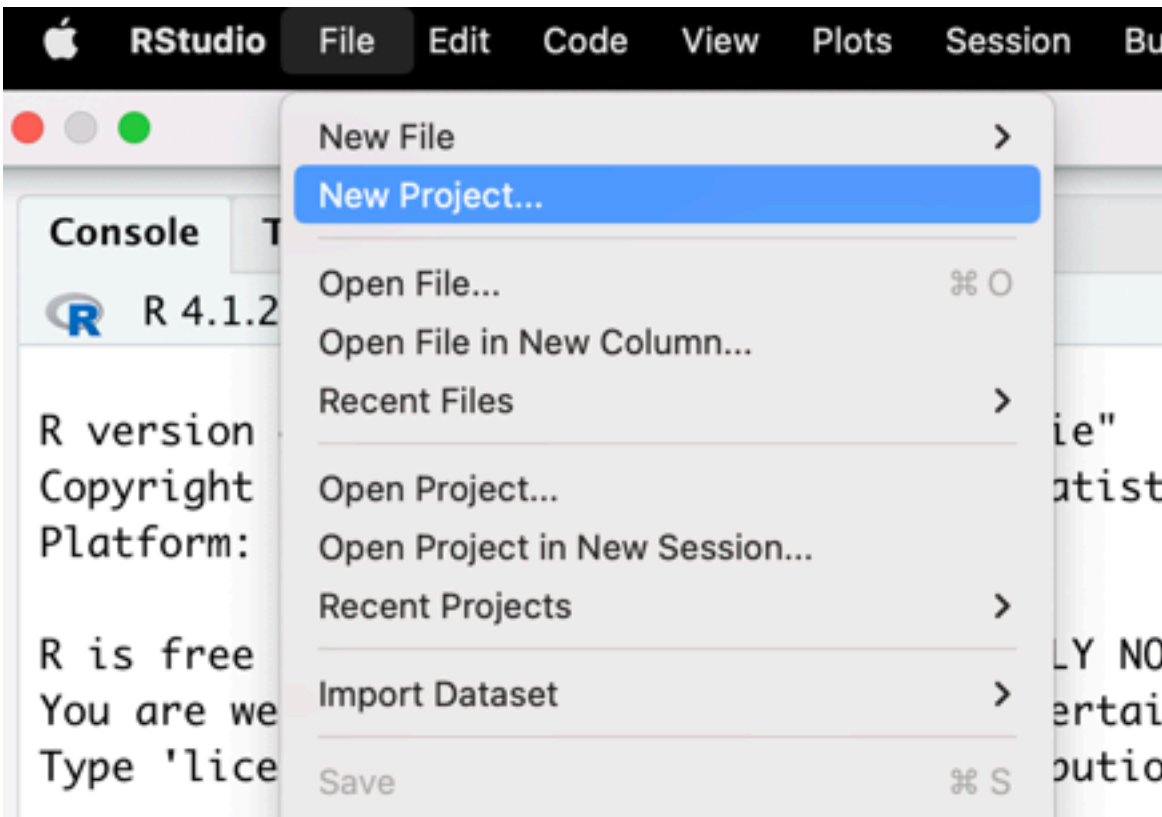 RStudio File Edit Code View Plots Session Bu
New File
New Project...
Console T
Open File... ⌘ O
R R 4.1.2
Open File in New Column...
Recent Files
R version ie"
Copyright atist
Open Project...
Platform:
Open Project in New Session...
Recent Projects
R is free LY NO
Import Dataset
You are we ertai
Type 'lice butio
Save ⌘ S